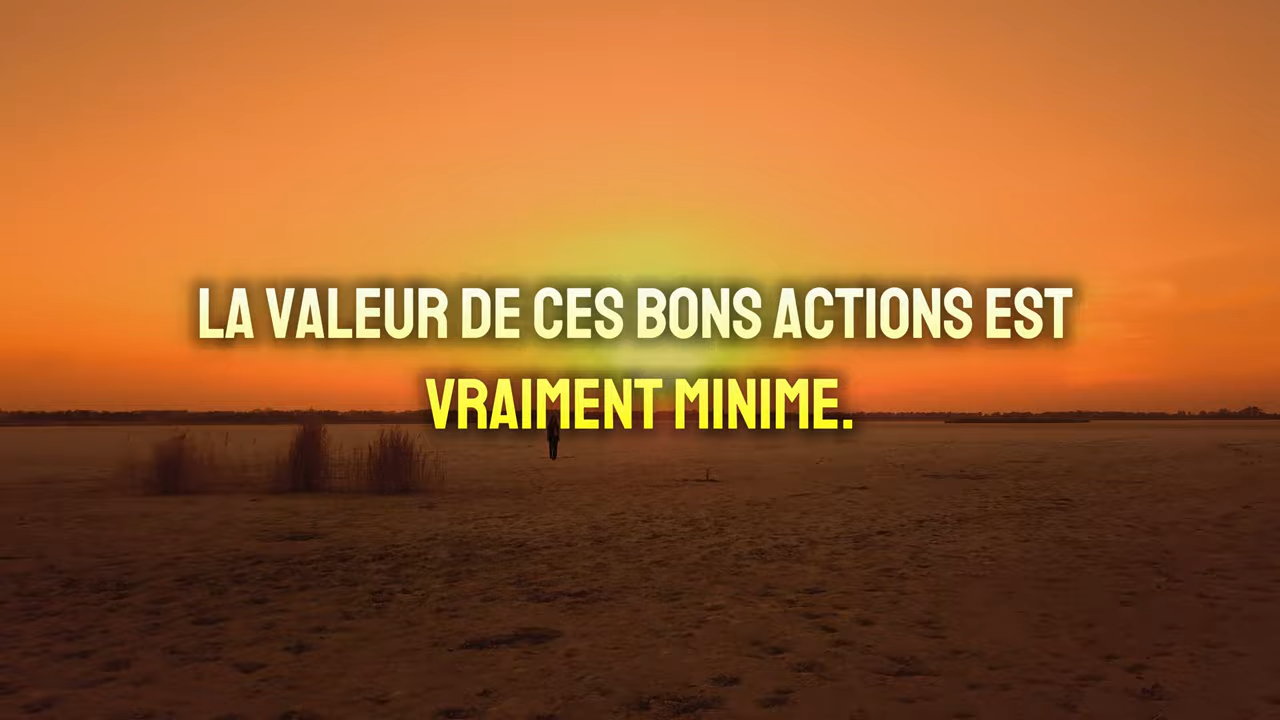 LA VALEUR DE CES BONS ACTIONS EST
VRAIMENT MINIME.